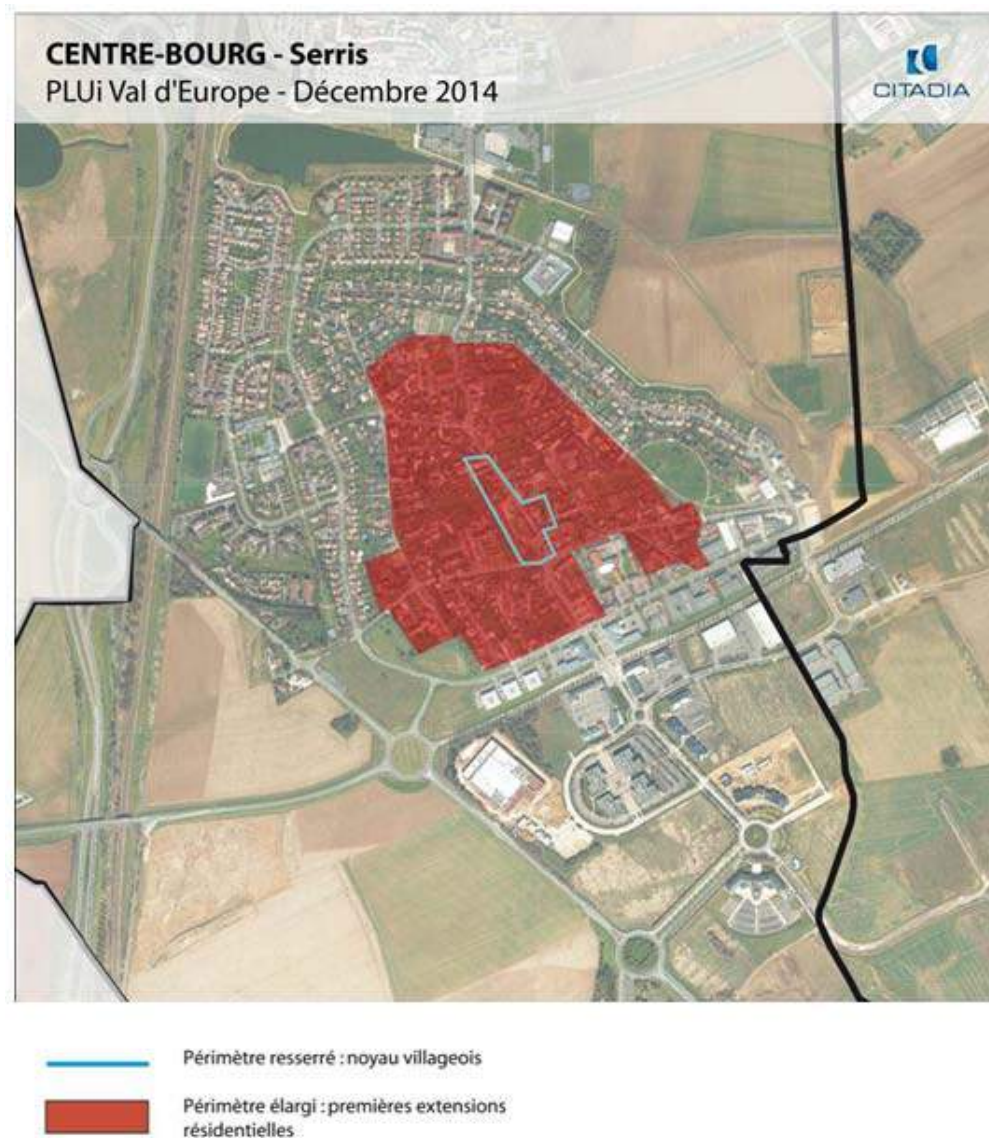 CENTRE-BOURG - Serris
PLUi Val d'Europe - Décembre 2014
CITADIA
Périmètre resserré : noyau villageois
Périmètre élargi : premières extensions
résidentielles